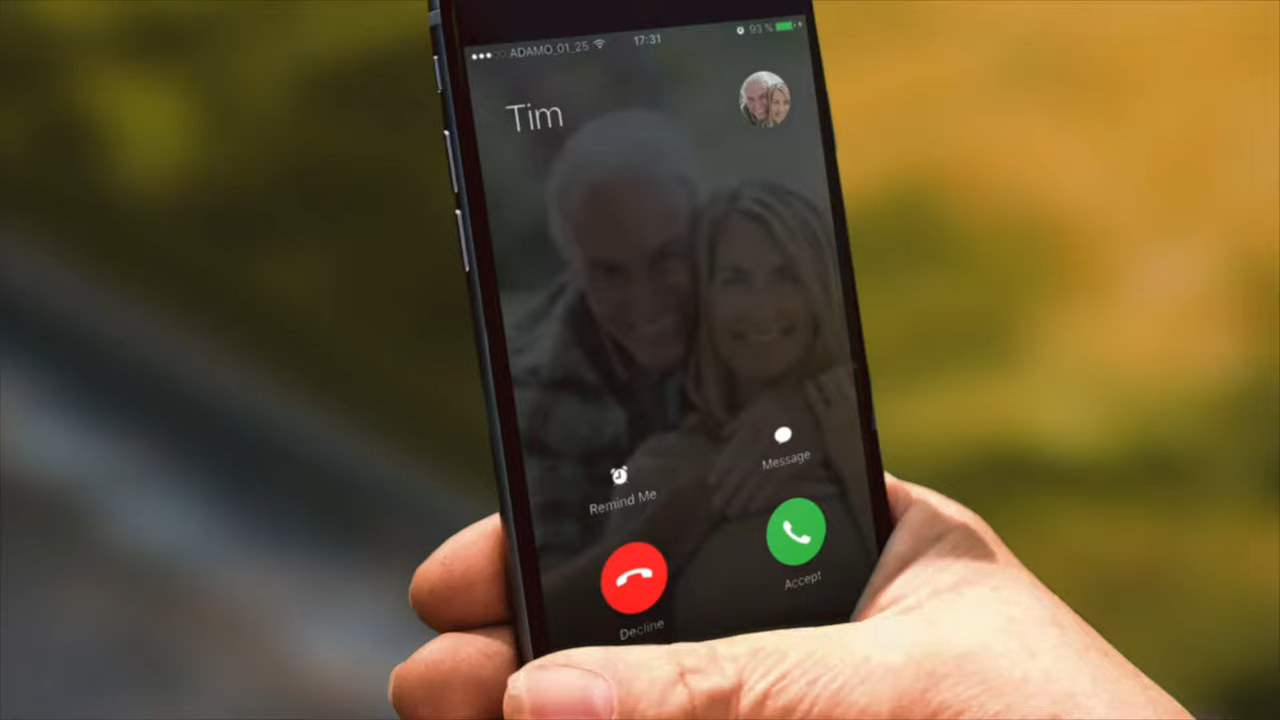 ADAMO_01_25 17:31 93 %
Tim
Message
Remind Me
Accept
Decline